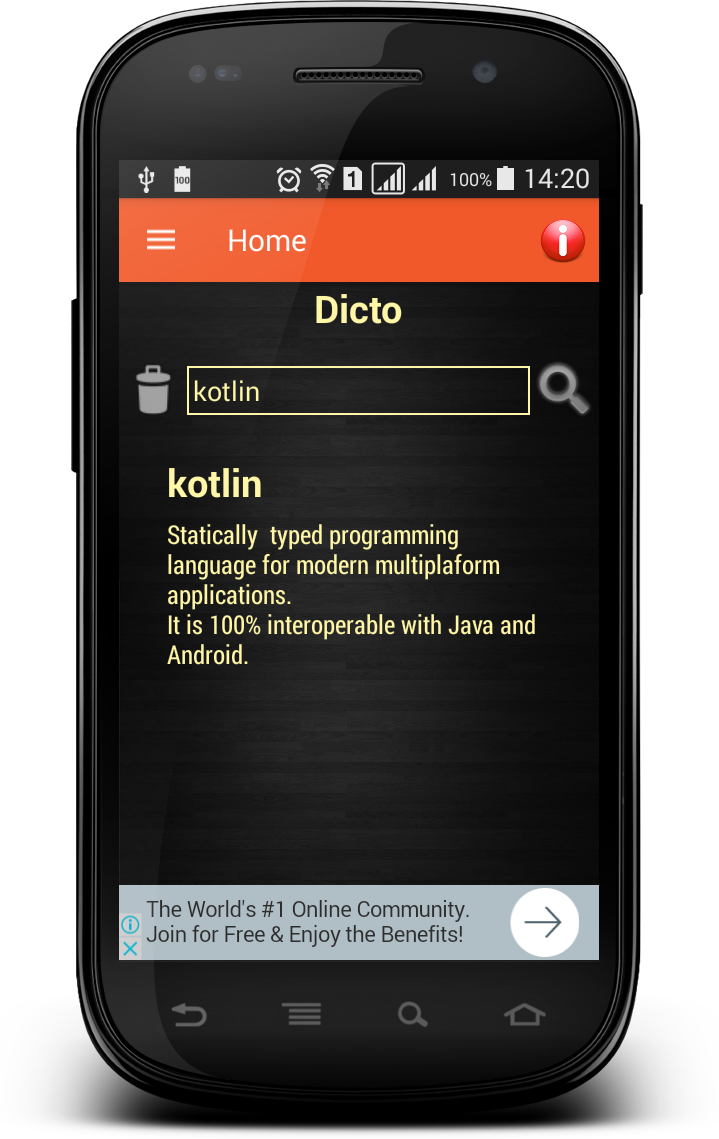 100 1 100% 14:20
Home
Dicto
kotlin
kotlin
Statically  typed programming
language for modern multiplaform
applications.
It is 100% interoperable with Java and
Android.
The World's #1 Online Community.
Join for Free & Enjoy the Benefits!